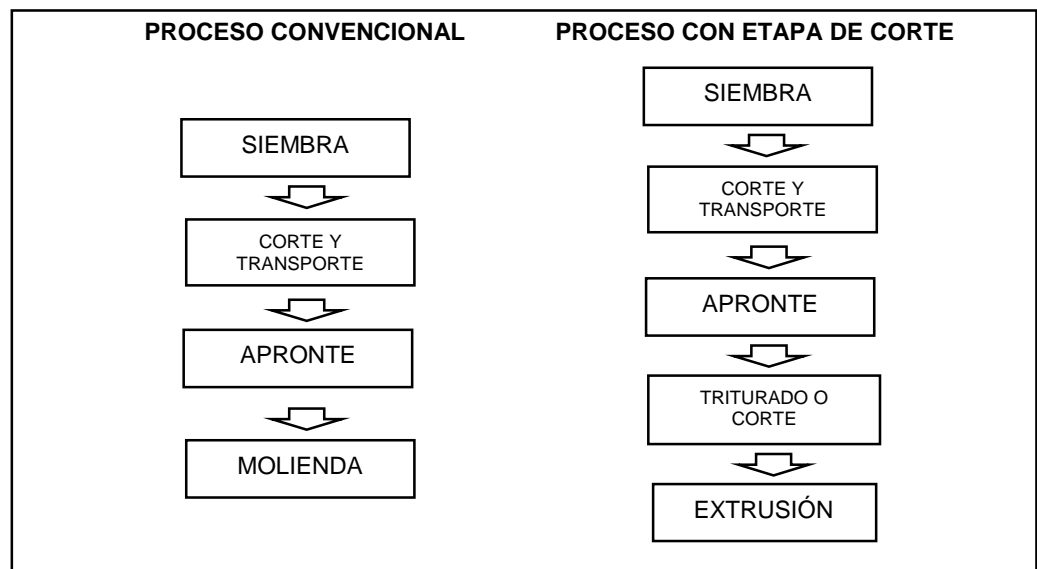 PROCESO CONVENCIONAL
SIEMBRA
CORTE Y
TRANSPORTE
APRONTE
MOLIENDA
PROCESO CON ETAPA DE CORTE
SIEMBRA
CORTE Y
TRANSPORTE
APRONTE
TRITURADO O
CORTE
EXTRUSIÓN